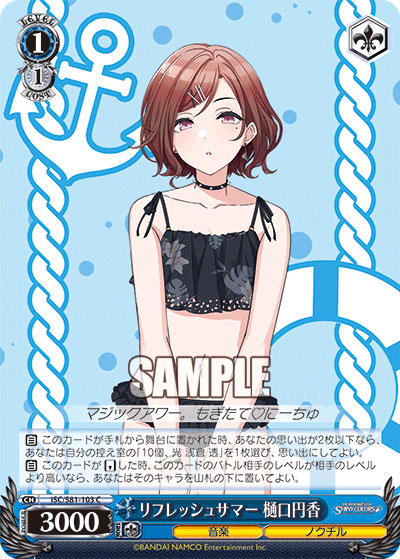 LEVEL
1
1
COST
SAMPLE
マジックアワー。もぎたて♡にーちゅ
自 このカードが手札から舞台に置かれた時、あなたの思い出が2枚以下なら、
あなたは自分の控え室の「10個、光 浅倉 透」を1枚選び、思い出にしてよい。
自 このカードがリバースした時、このカードのバトル相手のレベルが相手のレベル
より高いなら、あなたはそのキャラを山札の下に置いてよい。
CH
ISC/S81-103 C
3000
リフレッシュサマー 樋口円香
SHINY COLORS
音楽
ノクチル
©BANDAI NAMCO Entertainment Inc.